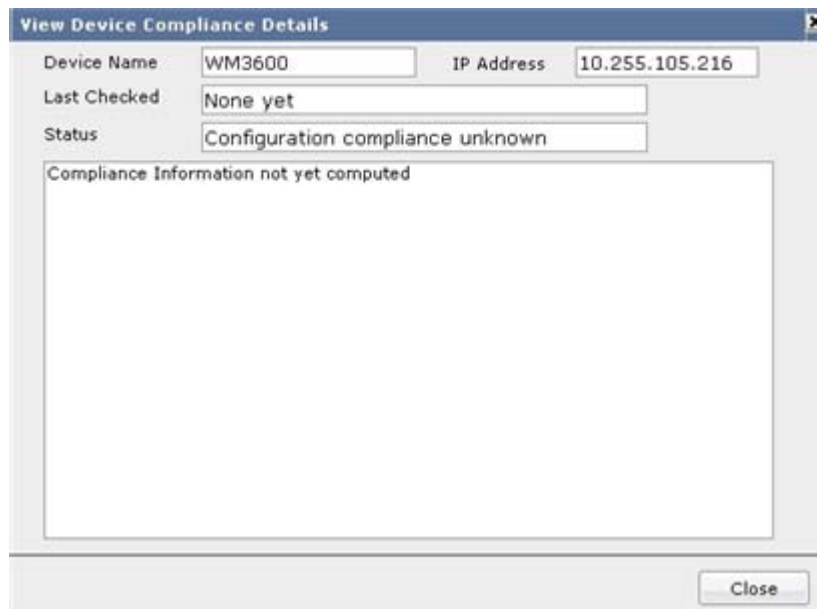 View Device Compliance Details
Device Name WM3600 IP Address 10.255.105.216
Last Checked None yet
Status Configuration compliance unknown
Compliance Information not yet computed
Close